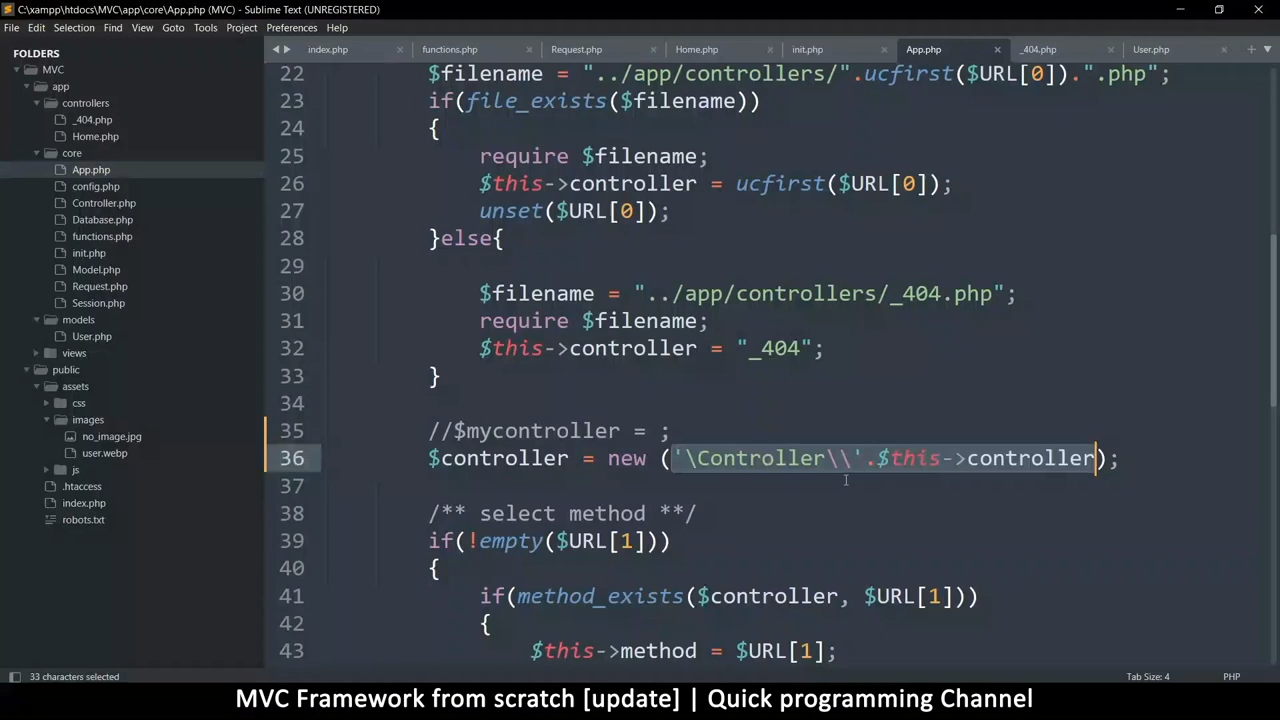 C:\xampp\htdocs\MVC\app\core\App.php (MVC) - Sublime Text (UNREGISTERED)
File Edit Selection Find View Goto Tools Project Preferences Help
FOLDERS
MVC
app
controllers
_404.php
Home.php
core
App.php
config.php
Controller.php
Database.php
functions.php
init.php
Model.php
Request.php
Session.php
models
User.php
views
public
assets
css
images
no_image.jpg
user.webp
js
.htaccess
index.php
robots.txt
index.php functions.php Request.php Home.php init.php App.php _404.php User.php
22 $filename = "../app/controllers/".ucfirst($URL[0]).".php";
23 if(file_exists($filename))
24 {
25 require $filename;
26 $this->controller = ucfirst($URL[0]);
27 unset($URL[0]);
28 }else{
29
30 $filename = "../app/controllers/_404.php";
31 require $filename;
32 $this->controller = "_404";
33 }
34
35 //$mycontroller = ;
36 $controller = new ('\Controller\\'.$this->controller);
37
38 /** select method **/
39 if(!empty($URL[1]))
40 {
41 if(method_exists($controller, $URL[1]))
42 {
43 $this->method = $URL[1];
33 characters selected
Tab Size: 4 PHP
MVC Framework from scratch [update] | Quick programming Channel